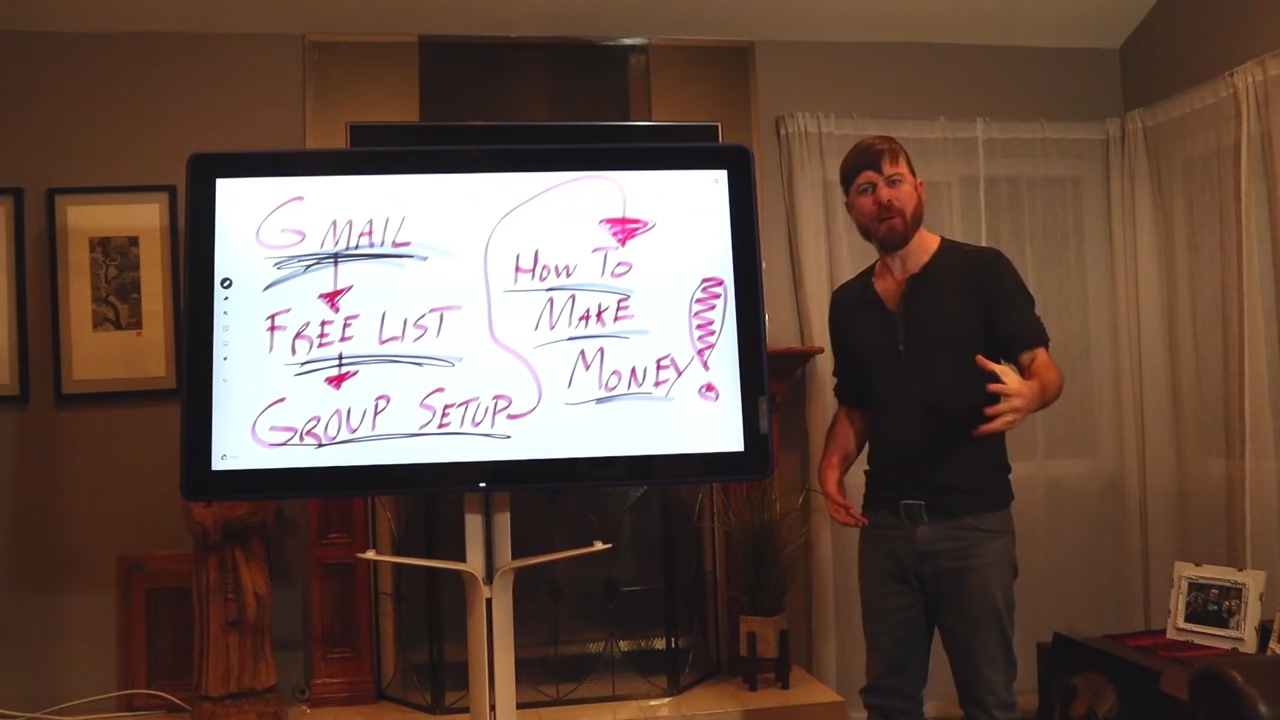 GMAIL
FREE LIST
GROUP SETUP
HOW TO
MAKE
MONEY!